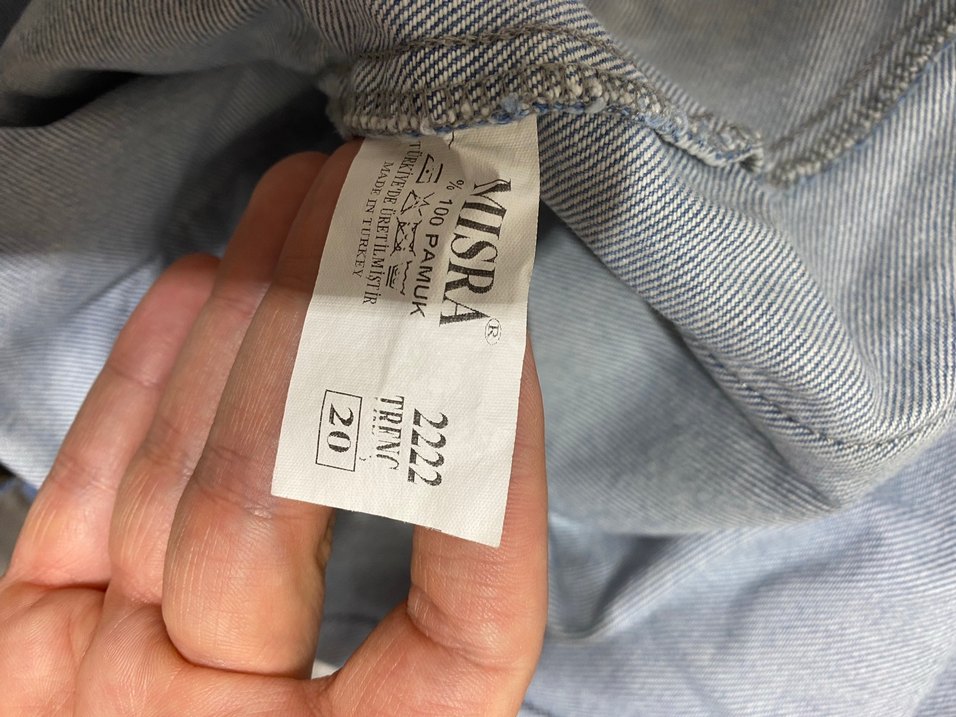 MISRA®
% 100 PAMUK
TÜRKİYE'DE ÜRETİLMİŞTİR
MADE IN TURKEY
2222
TRENÇ
20